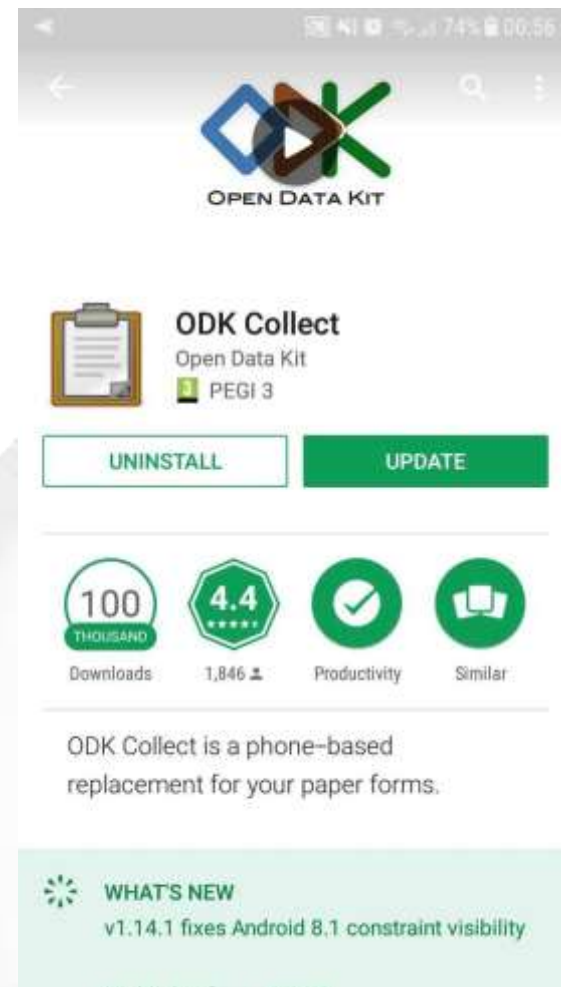 74% 00:56
ODK
OPEN DATA KIT
ODK Collect
Open Data Kit
3 PEGI 3
UNINSTALL
UPDATE
100
THOUSAND
Downloads
4.4
1,846
Productivity
Similar
ODK Collect is a phone-based
replacement for your paper forms.
WHAT'S NEW
v1.14.1 fixes Android 8.1 constraint visibility